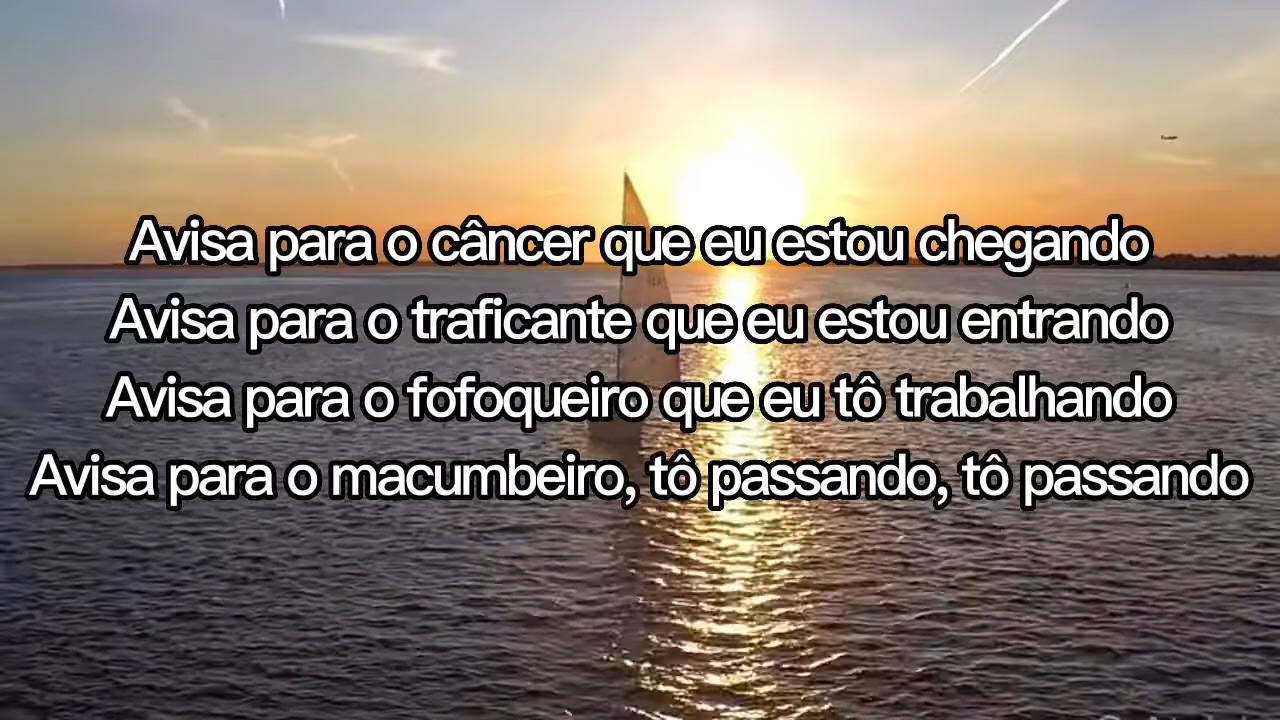 Avisa para o câncer que eu estou chegando
Avisa para o traficante que eu estou entrando
Avisa para o fofoqueiro que eu tô trabalhando
Avisa para o macumbeiro, tô passando, tô passando